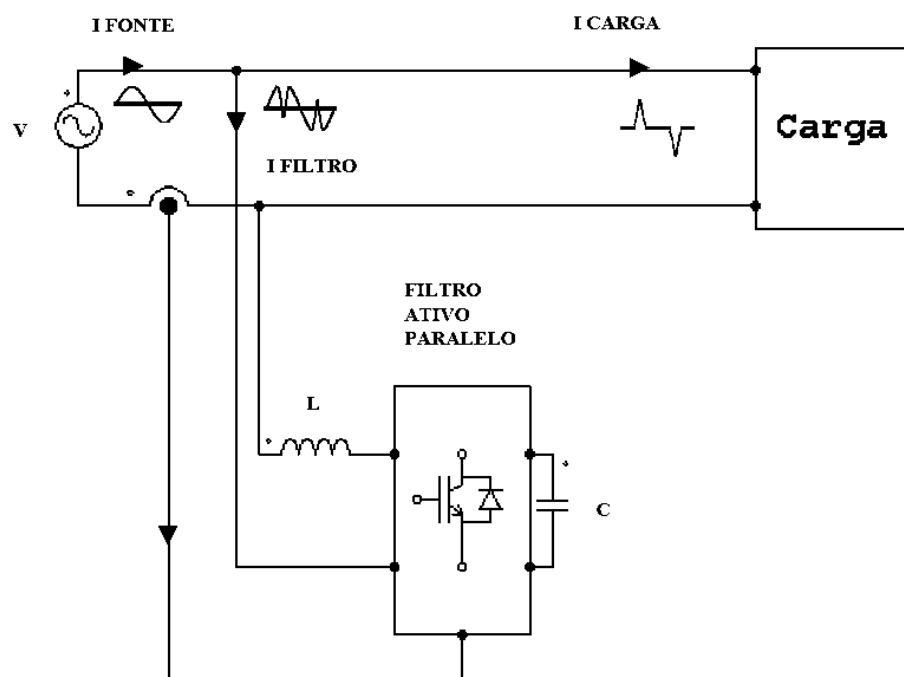 I FONTE
I CARGA
V
Carga
I FILTRO
FILTRO
ATIVO
PARALELO
L
C